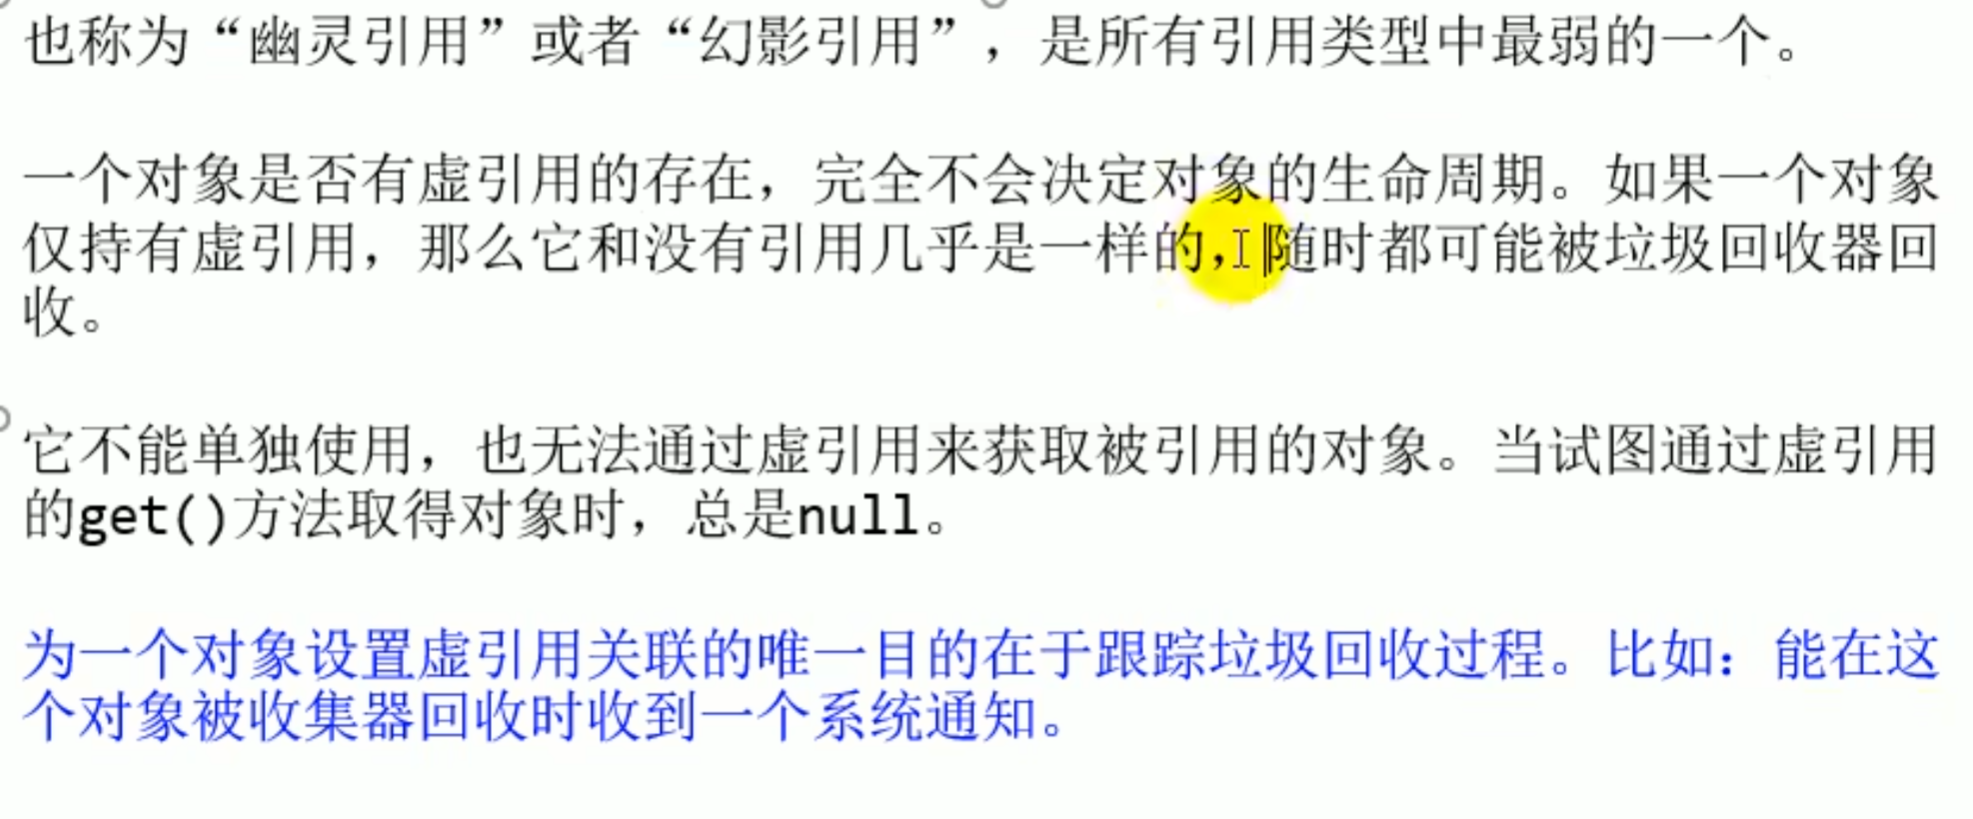 也称为“幽灵引用”或者“幻影引用”，是所有引用类型中最弱的一个。
一个对象是否有虚引用的存在，完全不会决定对象的生命周期。如果一个对象
仅持有虚引用，那么它和没有引用几乎是一样的，随时都可能被垃圾回收器回
收。
它不能单独使用，也无法通过虚引用来获取被引用的对象。当试图通过虚引用
的get()方法取得对象时，总是null。
为一个对象设置虚引用关联的唯一目的在于跟踪垃圾回收过程。比如：能在这
个对象被收集器回收时收到一个系统通知。